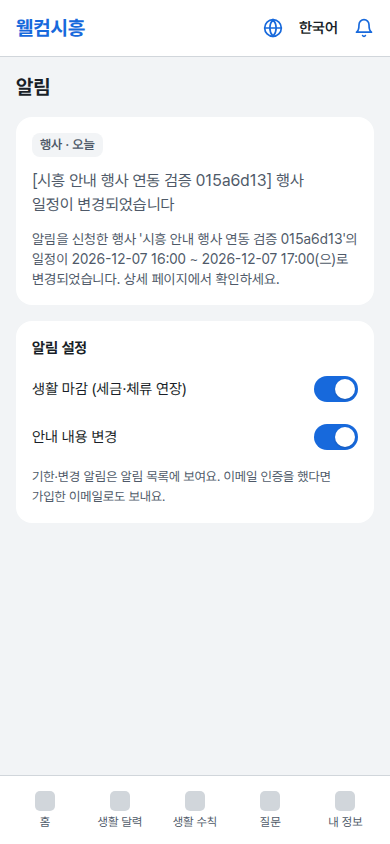 웰컴시흥
한국어
알림
행사 · 오늘
[시흥 안내 행사 연동 검증 015a6d13] 행사
일정이 변경되었습니다
알림을 신청한 행사 '시흥 안내 행사 연동 검증 015a6d13'의
일정이 2026-12-07 16:00 ~ 2026-12-07 17:00(으)로
변경되었습니다. 상세 페이지에서 확인하세요.
알림 설정
생활 마감 (세금·체류 연장)
안내 내용 변경
기한·변경 알림은 알림 목록에 보여요. 이메일 인증을 했다면
가입한 이메일로도 보내요.
홈
생활 달력
생활 수칙
질문
내 정보